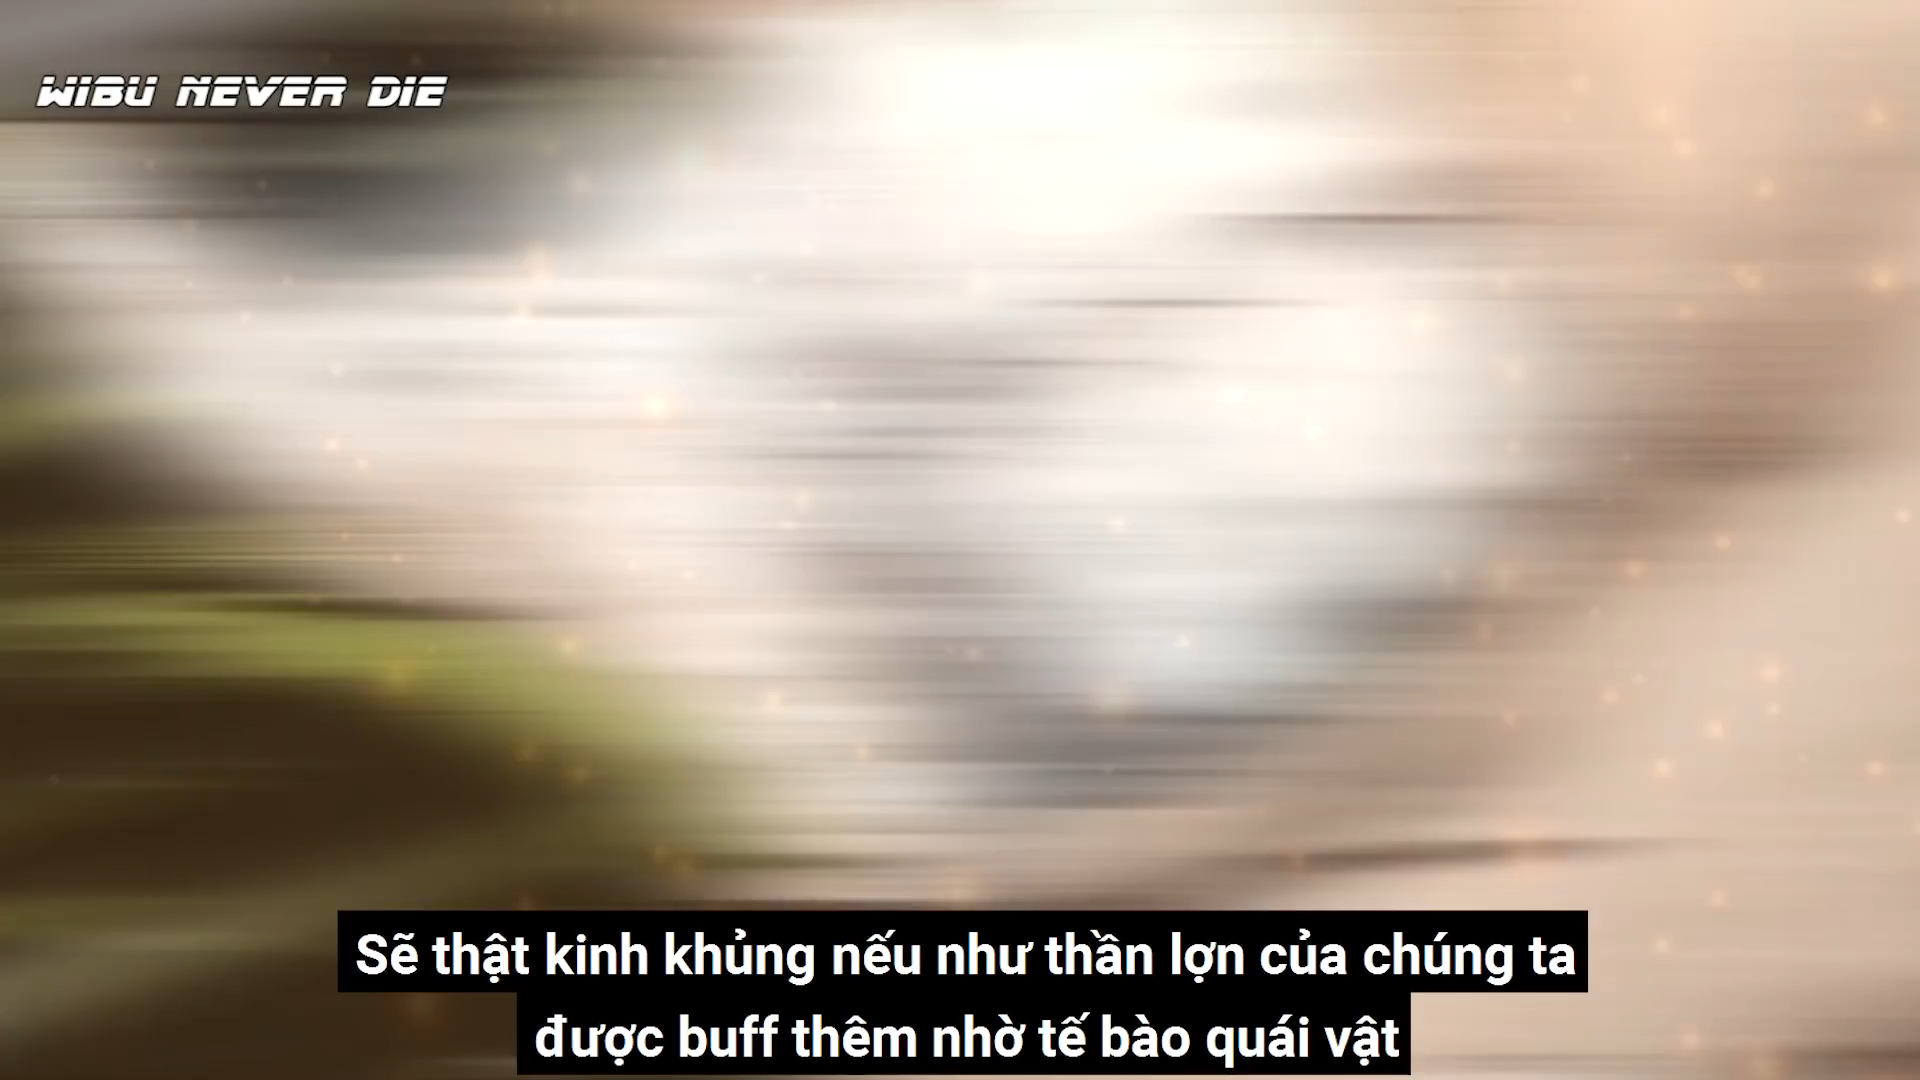 WIBU NEVER DIE
Sẽ thật kinh khủng nếu như thần lợn của chúng ta
được buff thêm nhờ tế bào quái vật